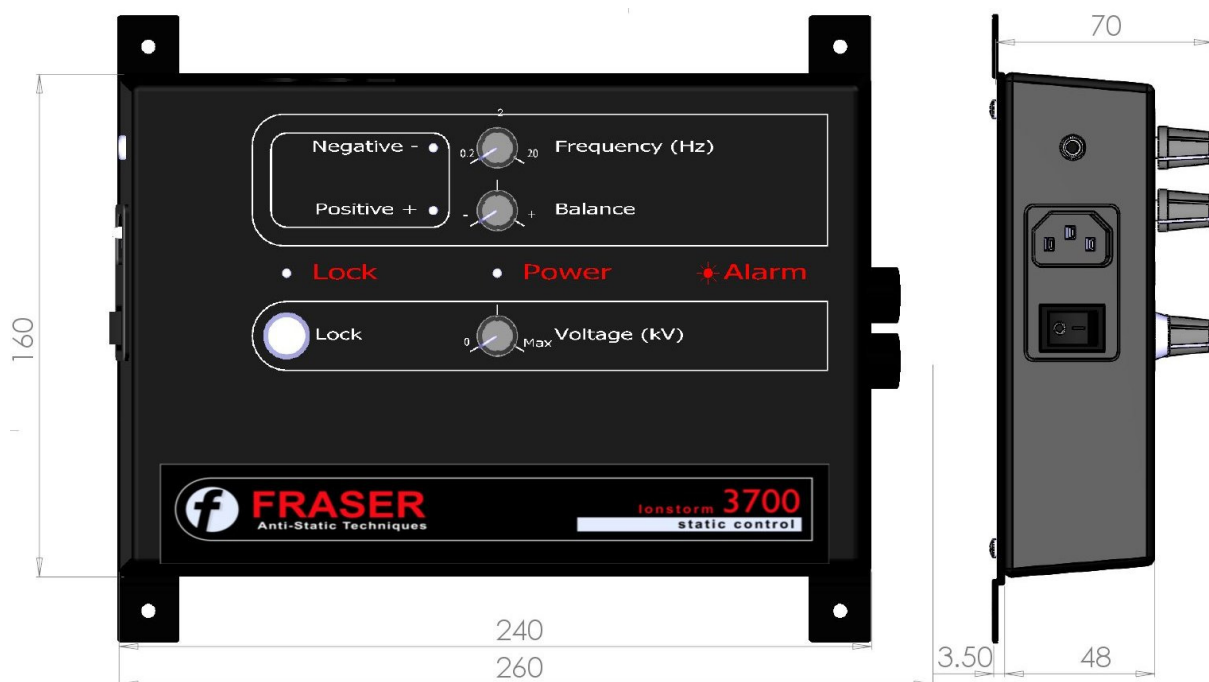 70
2
Negative -
0.2
20
Frequency (Hz)
Positive +
-
+
Balance
Lock
Power
Alarm
160
Lock
0
Max
Voltage (kV)
f
FRASER
Anti-Static Techniques
Ionstorm 3700
static control
240
260
3.50
48